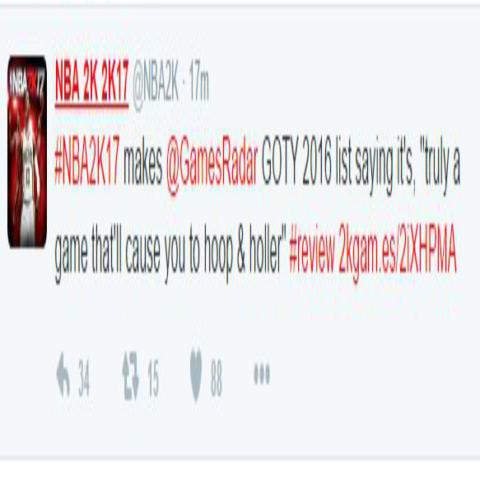 NBA 2K 2K17 @NBA2K · 17m
#NBA2K17 makes @GamesRadar GOTY 2016 list saying it's, "truly a
game that'll cause you to hoop & holler" #review 2kgam.es/2iXHPMA
34 15 88 •••